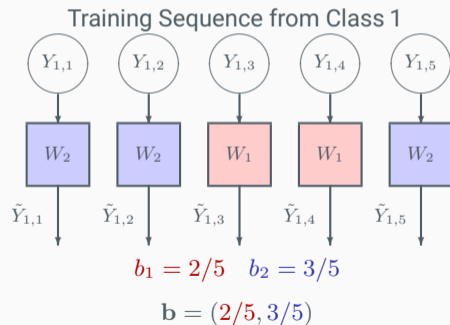 Training Sequence from Class 1
Y₁,₁ Y₁,₂ Y₁,₃ Y₁,₄ Y₁,₅
W₂ W₂ W₁ W₁ W₂
Ỹ₁,₁ Ỹ₁,₂ Ỹ₁,₃ Ỹ₁,₄ Ỹ₁,₅
b₁ = 2/5 b₂ = 3/5
b = (2/5, 3/5)